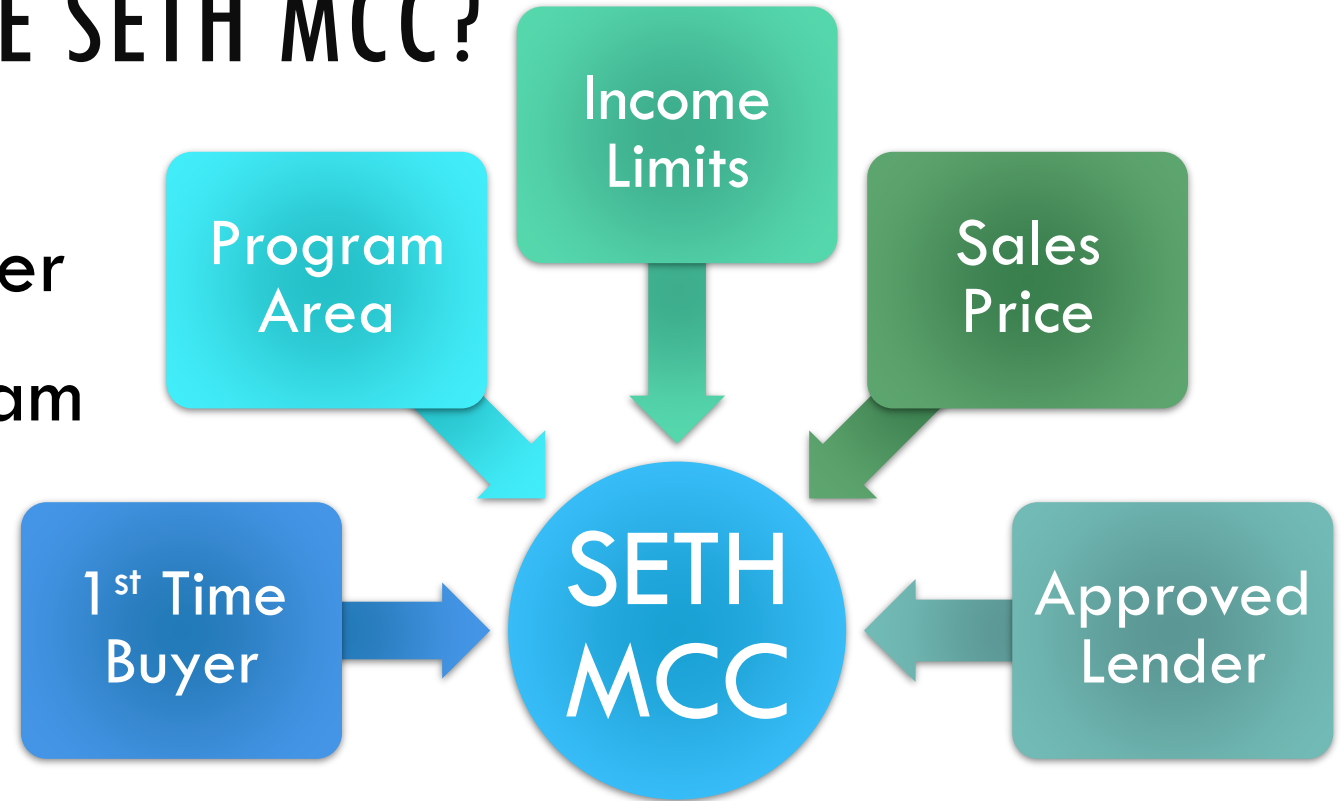 E SETH MCC?
er
am
Income
Limits
Program
Area
Sales
Price
1st Time
Buyer
SETH
MCC
Approved
Lender